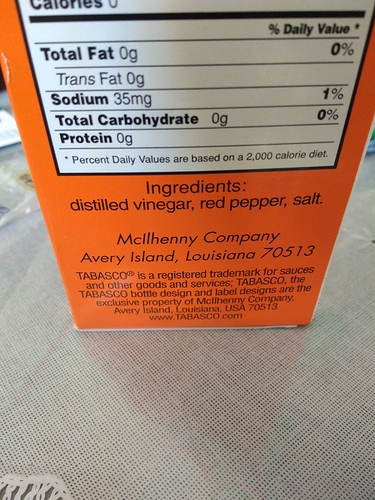 Calories 0
% Daily Value *
Total Fat 0g 0%
Trans Fat 0g
Sodium 35mg 1%
Total Carbohydrate 0g 0%
Protein 0g
* Percent Daily Values are based on a 2,000 calorie diet.
Ingredients:
distilled vinegar, red pepper, salt.
McIlhenny Company
Avery Island, Louisiana 70513
TABASCO® is a registered trademark for sauces
and other goods and services; TABASCO, the
TABASCO bottle design and label designs are the
exclusive property of McIlhenny Company,
Avery Island, Louisiana, USA 70513
www.TABASCO.com